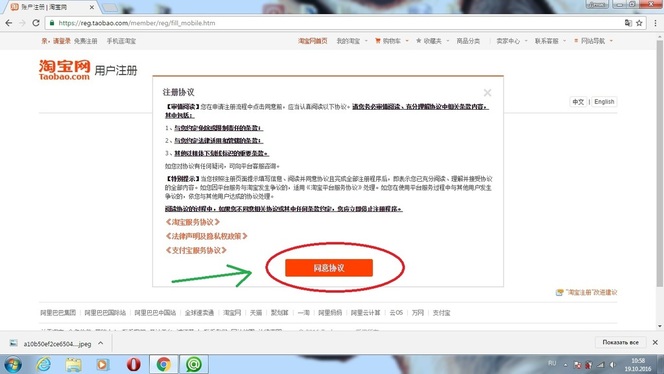 账户注册 | 淘宝网
https://reg.taobao.com/member/reg/fill_mobile.htm
亲，请登录 免费注册 手机逛淘宝
淘宝网首页 我的淘宝 购物车 收藏夹 商品分类 卖家中心 联系客服 网站导航
淘宝网
Taobao.com
用户注册
中文 | English
注册协议
【审慎阅读】您在申请注册流程中点击同意前，应当认真阅读以下协议。请您务必审慎阅读、充分理解协议中相关条款内容，
其中包括：
1、与您约定免除或限制责任的条款；
2、与您约定法律适用和管辖的条款；
3、其他以粗体下划线标识的重要条款。
如您对协议有任何疑问，可向平台客服咨询。
【特别提示】当您按照注册页面提示填写信息、阅读并同意协议且完成全部注册程序后，即表示您已充分阅读、理解并接受协议
的全部内容。如您因平台服务与淘宝发生争议的，适用《淘宝平台服务协议》处理。如您在使用平台服务过程中与其他用户发生
争议的，依您与其他用户达成的协议处理。
阅读协议的过程中，如果您不同意相关协议或其中任何条款约定，您应立即停止注册程序。
《淘宝服务协议》
《法律声明及隐私权政策》
《支付宝服务协议》
同意协议
"淘宝注册"改进建议
阿里巴巴集团 | 阿里巴巴国际站 | 阿里巴巴中国站 | 全球速卖通 | 淘宝网 | 天猫 | 聚划算 | 一淘 | 阿里妈妈 | 阿里云计算 | 云OS | 万网 | 支付宝
a10b50ef2ce6504....jpeg
Показать все
RU
10:58
19.10.2016